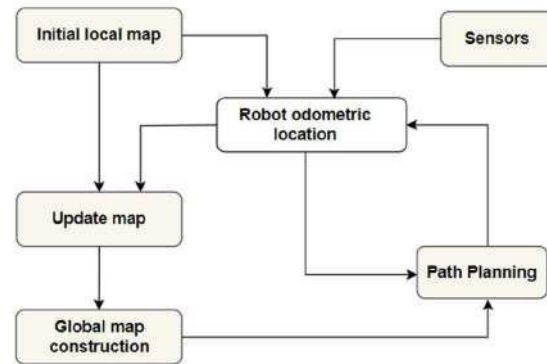 Initial local map
Sensors
Robot odometric
location
Update map
Path Planning
Global map
construction